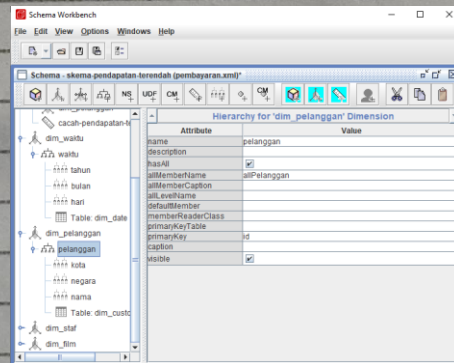 Schema Workbench
File Edit View Options Windows Help
Schema - skema-pendapatan-terendah (pembayaran.xml)*
NS UDF CM CM
Hierarchy for 'dim_pelanggan' Dimension
Attribute Value
name pelanggan
description
hasAll
allMemberName allPelanggan
allMemberCaption
allLevelName
defaultMember
memberReaderClass
primaryKeyTable
primaryKey id
caption
visible
cacah-pendapatan-t
dim_waktu
waktu
tahun
bulan
hari
Table: dim_date
dim_pelanggan
pelanggan
kota
negara
nama
Table: dim_custo
dim_staf
dim_film